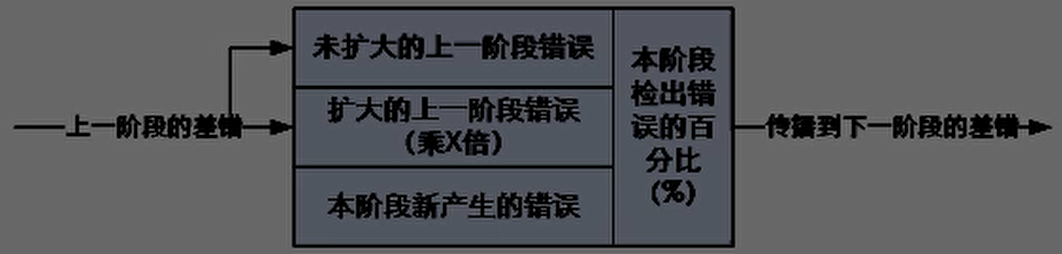 未扩大的上一阶段错误
上一阶段的差错
扩大的上一阶段错误
(乘X倍)
本阶段新产生的错误
本阶段
检出错
误的百
分比
(%)
传播到下一阶段的差错